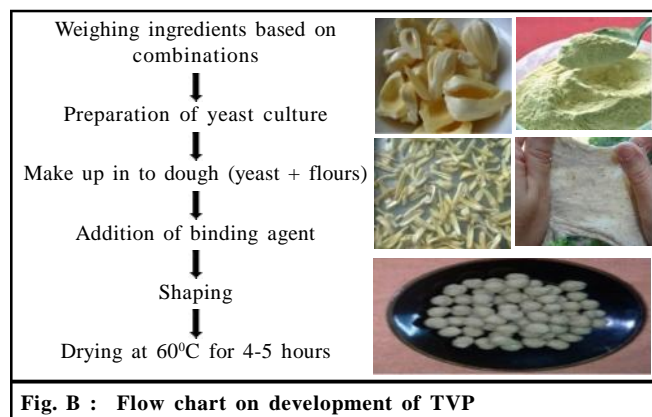 Weighing ingredients based on
combinations
Preparation of yeast culture
Make up in to dough (yeast + flours)
Addition of binding agent
Shaping
Drying at 60⁰C for 4-5 hours
Fig. B : Flow chart on development of TVP